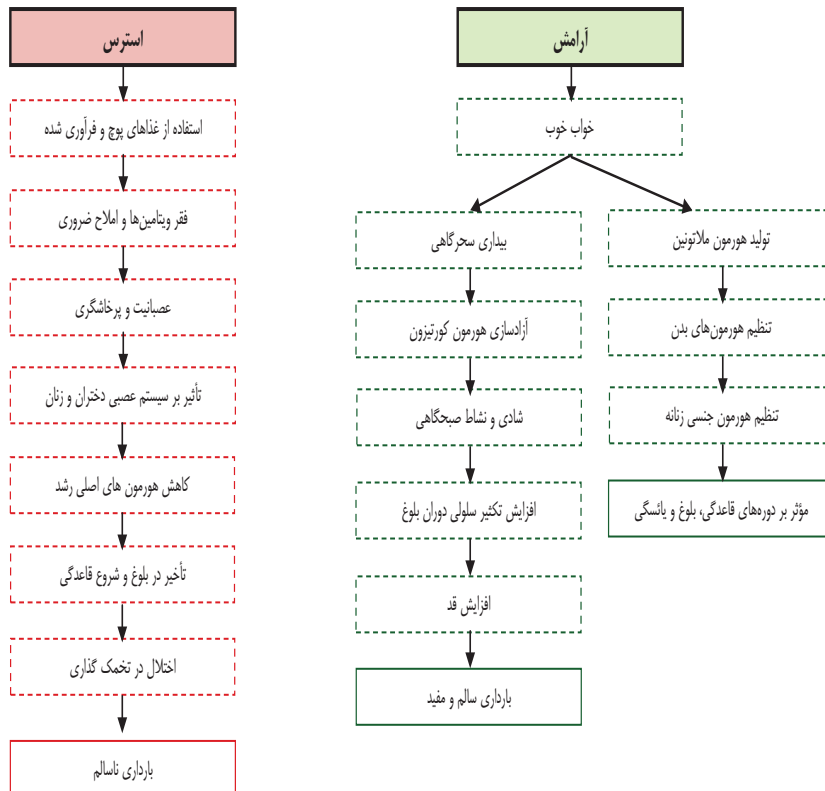 استرس
استفاده از غذاهای پوچ و فرآوری شده
فقر ویتامین‌ها و املاح ضروری
عصبانیت و پرخاشگری
تأثیر بر سیستم عصبی دختران و زنان
کاهش هورمون های اصلی رشد
تأخیر در بلوغ و شروع قاعدگی
اختلال در تخمک گذاری
بارداری ناسالم
آرامش
خواب خوب
تولید هورمون ملاتونین
تنظیم هورمون‌های بدن
تنظیم هورمون جنسی زنانه
مؤثر بر دوره‌های قاعدگی، بلوغ و یائسگی
بیداری سحرگاهی
آزادسازی هورمون کورتیزون
شادی و نشاط صبحگاهی
افزایش تکثیر سلولی دوران بلوغ
افزایش قد
بارداری سالم و مفید